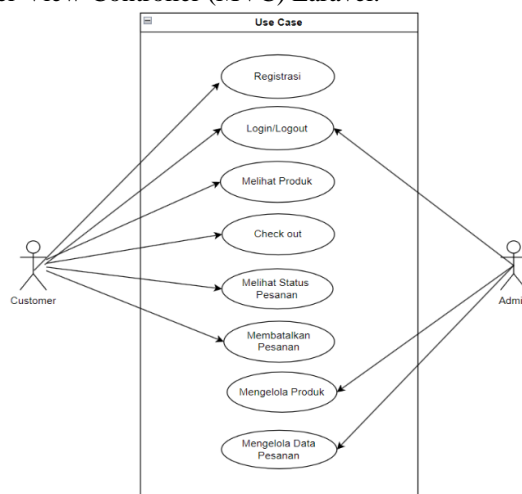 View Controller (MVC) Laravel.
Use Case
Registrasi
Login/Logout
Melihat Produk
Check out
Melihat Status
Pesanan
Membatalkan
Pesanan
Mengelola Produk
Mengelola Data
Pesanan
Customer
Admi